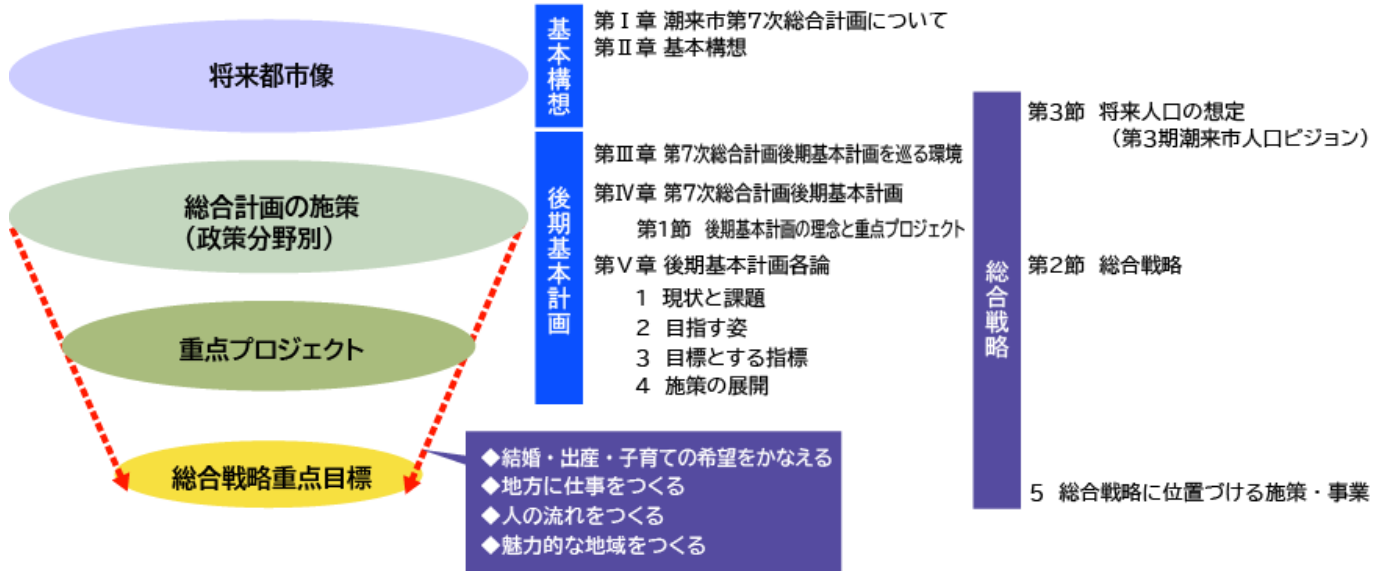 将来都市像
総合計画の施策
（政策分野別）
重点プロジェクト
総合戦略重点目標
基本構想
第Ⅰ章 潮来市第7次総合計画について
第Ⅱ章 基本構想
後期基本計画
第Ⅲ章 第7次総合計画後期基本計画を巡る環境
第Ⅳ章 第7次総合計画後期基本計画
第1節 後期基本計画の理念と重点プロジェクト
第Ⅴ章 後期基本計画各論
1 現状と課題
2 目指す姿
3 目標とする指標
4 施策の展開
◆結婚・出産・子育ての希望をかなえる
◆地方に仕事をつくる
◆人の流れをつくる
◆魅力的な地域をつくる
総合戦略
第3節 将来人口の想定
（第3期潮来市人口ビジョン）
第2節 総合戦略
5 総合戦略に位置づける施策・事業